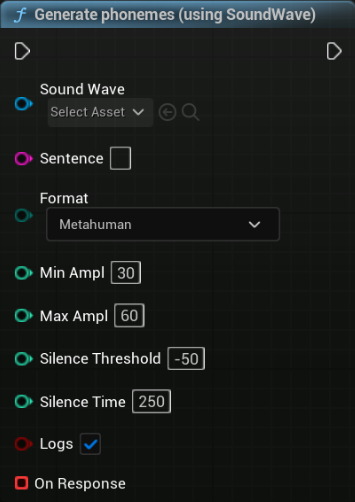 f Generate phonemes (using SoundWave)
Sound Wave
Select Asset
Sentence
Format
Metahuman
Min Ampl 30
Max Ampl 60
Silence Threshold -50
Silence Time 250
Logs
On Response